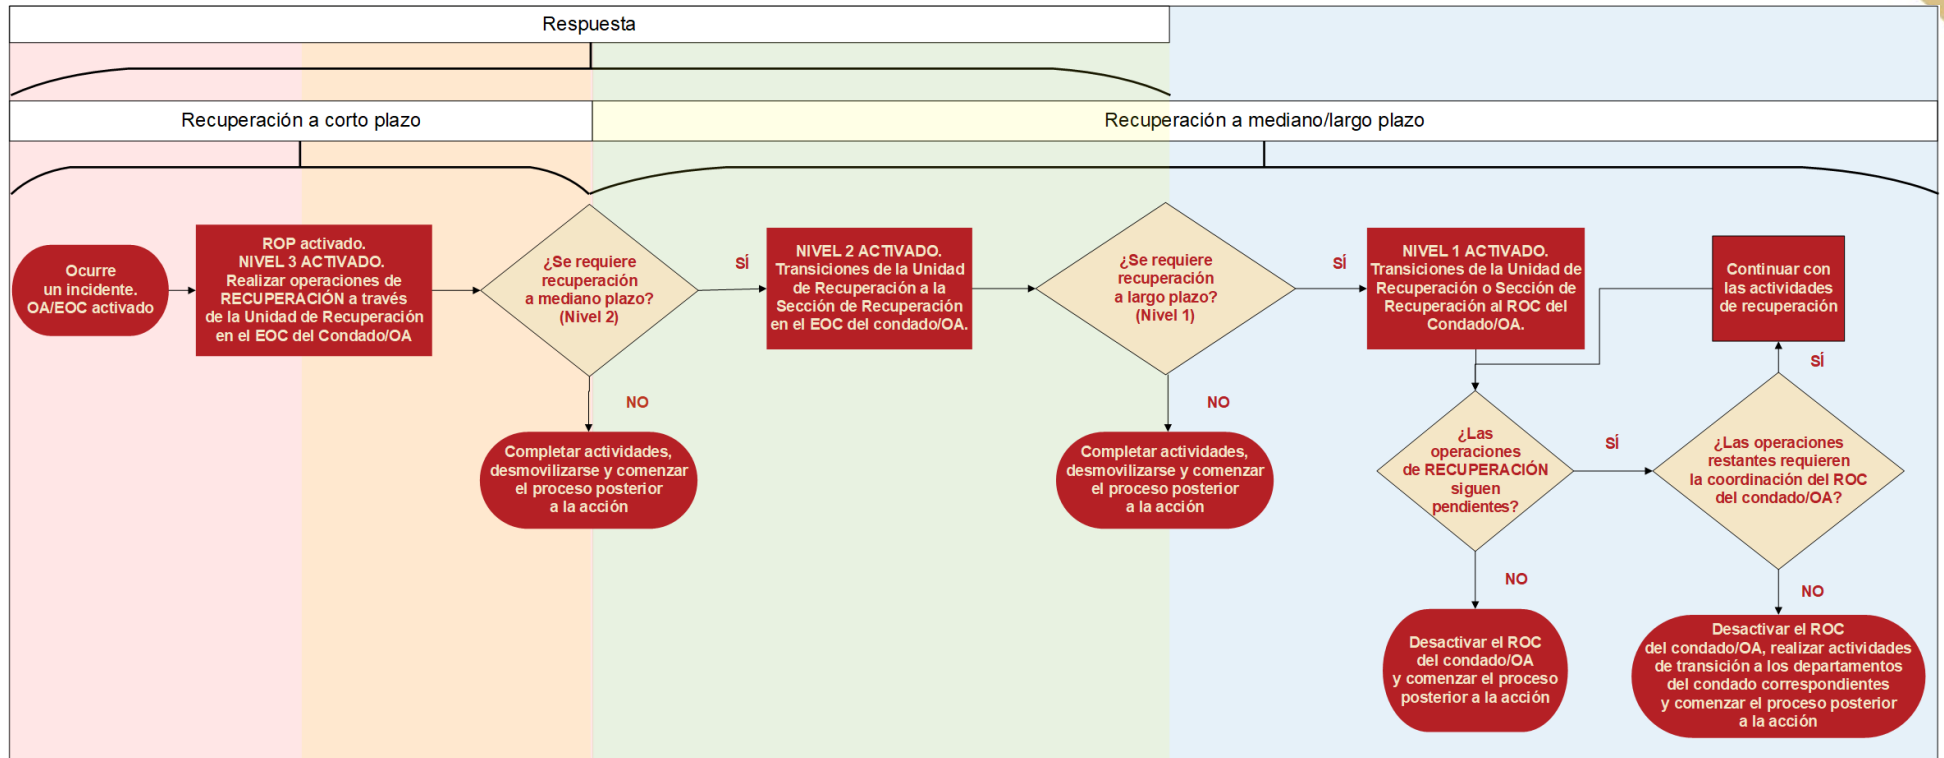 Respuesta
Recuperación a corto plazo
Recuperación a mediano/largo plazo
Ocurre
un incidente.
OA/EOC activado
ROP activado.
NIVEL 3 ACTIVADO.
Realizar operaciones de
RECUPERACIÓN a través
de la Unidad de Recuperación
en el EOC del Condado/OA
¿Se requiere
recuperación
a mediano plazo?
(Nivel 2)
SÍ
NO
Completar actividades,
desmovilizarse y comenzar
el proceso posterior
a la acción
NIVEL 2 ACTIVADO.
Transiciones de la Unidad
de Recuperación a la
Sección de Recuperación
en el EOC del condado/OA.
¿Se requiere
recuperación
a largo plazo?
(Nivel 1)
SÍ
NO
Completar actividades,
desmovilizarse y comenzar
el proceso posterior
a la acción
NIVEL 1 ACTIVADO.
Transiciones de la Unidad de
Recuperación o Sección de
Recuperación al ROC del
Condado/OA.
¿Las
operaciones
de RECUPERACIÓN
siguen
pendientes?
SÍ
NO
Desactivar el ROC
del condado/OA
y comenzar el proceso
posterior a la acción
Continuar con
las actividades
de recuperación
SÍ
¿Las operaciones
restantes requieren
la coordinación del ROC
del condado/OA?
NO
Desactivar el ROC
del condado/OA, realizar actividades
de transición a los departamentos
del condado correspondientes
y comenzar el proceso posterior
a la acción